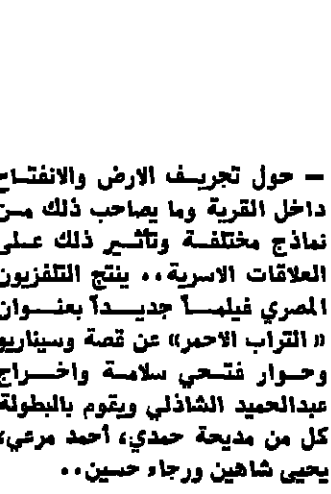 — حول تجريف الارض والانفتاح
داخل القرية وما يصاحب ذلك من
نماذج مختلفة وتأثير ذلك على
العلاقات الاسرية .. ينتج التلفزيون
المصري فيلماً جديداً بعنوان
« التراب الاحمر» عن قصة وسيناريو
وحوار فتحي سلامة واخراج
عبدالحميد الشاذلي ويقوم بالبطولة
كل من مديحة حمدي، أحمد مرعي،
يحيى شاهين ورجاء حسين ..